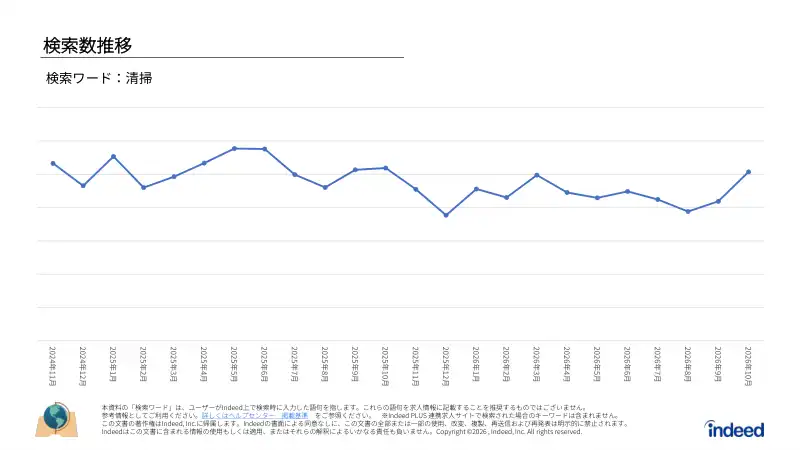 検索数推移
検索ワード：清掃
2024年11月
2024年12月
2025年1月
2025年2月
2025年3月
2025年4月
2025年5月
2025年6月
2025年7月
2025年8月
2025年9月
2025年10月
2025年11月
2025年12月
2026年1月
2026年2月
2026年3月
2026年4月
2026年5月
2026年6月
2026年7月
2026年8月
2026年9月
2026年10月
本資料の「検索ワード」は、ユーザーがIndeed上で検索時に入力した語句を指します。これらの語句を求人情報に記載することを推奨するものではございません。
参考情報としてご利用ください。詳しくはヘルプセンター 掲載基準 をご参照ください。 ※Indeed PLUS 連携求人サイトで検索された場合のキーワードは含まれません。
この文書の著作権はIndeed, Inc.に帰属します。Indeedの書面による同意なしに、この文書の全部または一部の使用、改変、複製、再送信および再発表は明示的に禁止されます。
Indeedはこの文書に含まれる情報の使用もしくは適用、またはそれらの解釈によるいかなる責任も負いません。Copyright ©2026 , Indeed, Inc. All rights reserved.
indeed